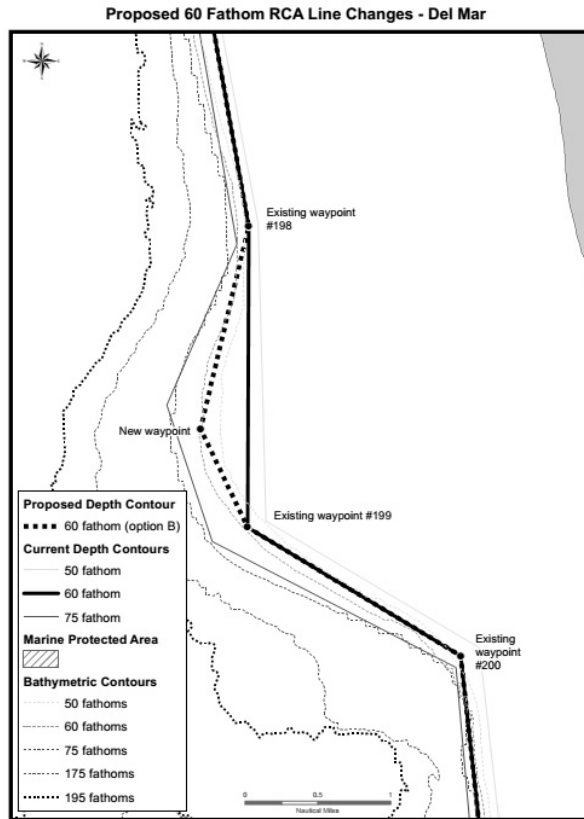 Proposed 60 Fathom RCA Line Changes - Del Mar
Existing waypoint
#198
New waypoint
Existing waypoint #199
Existing
waypoint
#200
Proposed Depth Contour
60 fathom (option B)
Current Depth Contours
50 fathom
60 fathom
75 fathom
Marine Protected Area
Bathymetric Contours
50 fathoms
60 fathoms
75 fathoms
175 fathoms
195 fathoms
0 0.5 1
Nautical Miles